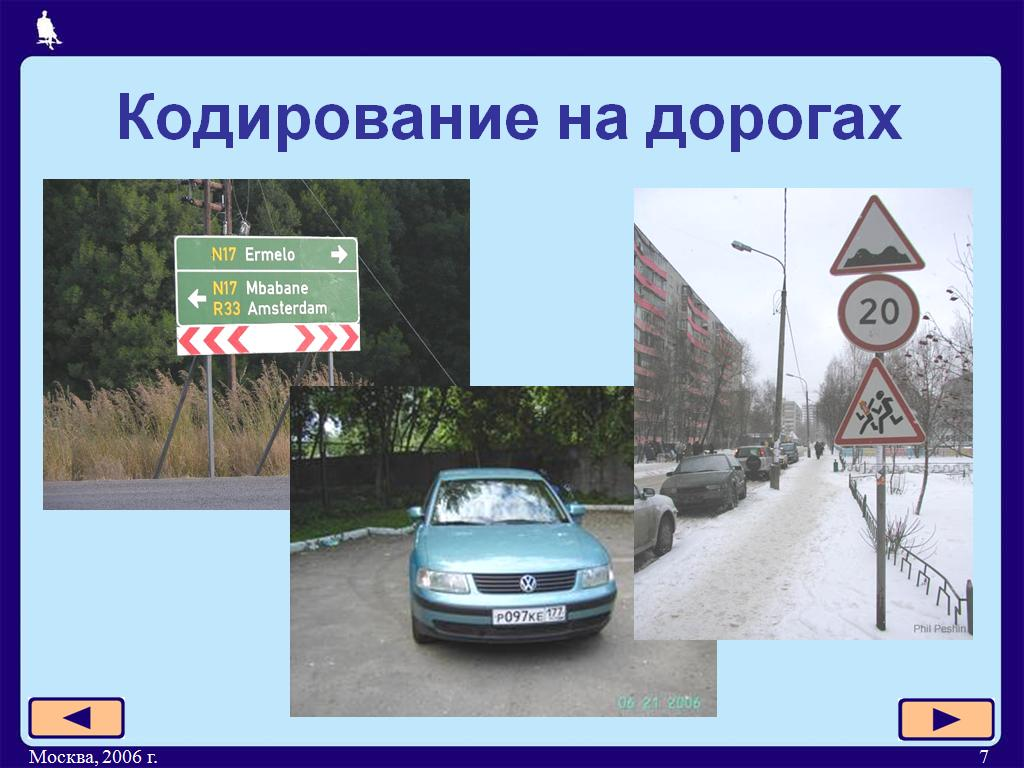 Кодирование на дорогах
N17 Ermelo
N17 Mbabane
R33 Amsterdam
20
Р097КЕ 177
06 21 2006
Phil Peshin
Москва, 2006 г.
7